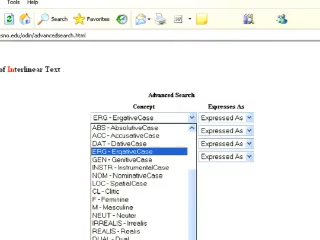 Tools Help
Search Favorites
sno.edu/odin/advancedsearch.html
of Interlinear Text
Advanced Search
Concept Expresses As
ERG - ErgativeCase Expressed As
ABS - AbsolutiveCase Expressed As
ACC - AccusativeCase
DAT - DativeCase Expressed As
ERG - ErgativeCase
GEN - GenitiveCase Expressed As
INSTR - InstrumentalCase
NOM - NominativeCase
LOC - SpatialCase
CL - Clitic
F - Feminine
M - Masculine
NEUT - Neuter
IRREALIS - Irrealis
REALIS - Realis
DUAL - Dual